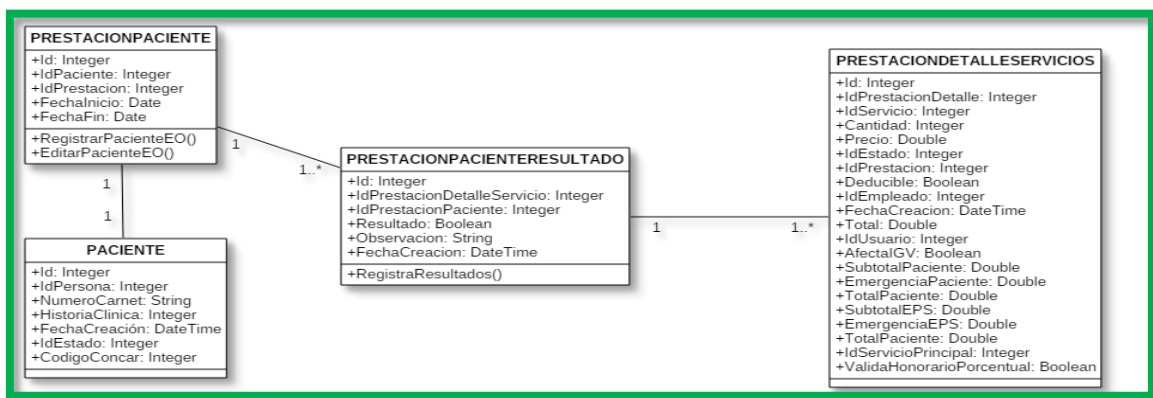 PRESTACIONPACIENTE
+Id: Integer
+IdPaciente: Integer
+IdPrestacion: Integer
+FechaInicio: Date
+FechaFin: Date
+RegistrarPacienteEO()
+EditarPacienteEO()
1
1..*
1
1
PACIENTE
+Id: Integer
+IdPersona: Integer
+NumeroCarnet: String
+HistoriaClinica: Integer
+FechaCreación: DateTime
+IdEstado: Integer
+CodigoConcar: Integer
PRESTACIONPACIENTERESULTADO
+Id: Integer
+IdPrestacionDetalleServicio: Integer
+IdPrestacionPaciente: Integer
+Resultado: Boolean
+Observacion: String
+FechaCreacion: DateTime
+RegistraResultados()
1
1..*
PRESTACIONDETALLESERVICIOS
+Id: Integer
+IdPrestacionDetalle: Integer
+IdServicio: Integer
+Cantidad: Integer
+Precio: Double
+IdEstado: Integer
+IdPrestacion: Integer
+Deducible: Boolean
+IdEmpleado: Integer
+FechaCreacion: DateTime
+Total: Double
+IdUsuario: Integer
+AfectaIGV: Boolean
+SubtotalPaciente: Double
+EmergenciaPaciente: Double
+TotalPaciente: Double
+SubtotalEPS: Double
+EmergenciaEPS: Double
+TotalPaciente: Double
+IdServicioPrincipal: Integer
+ValidaHonorarioPorcentual: Boolean